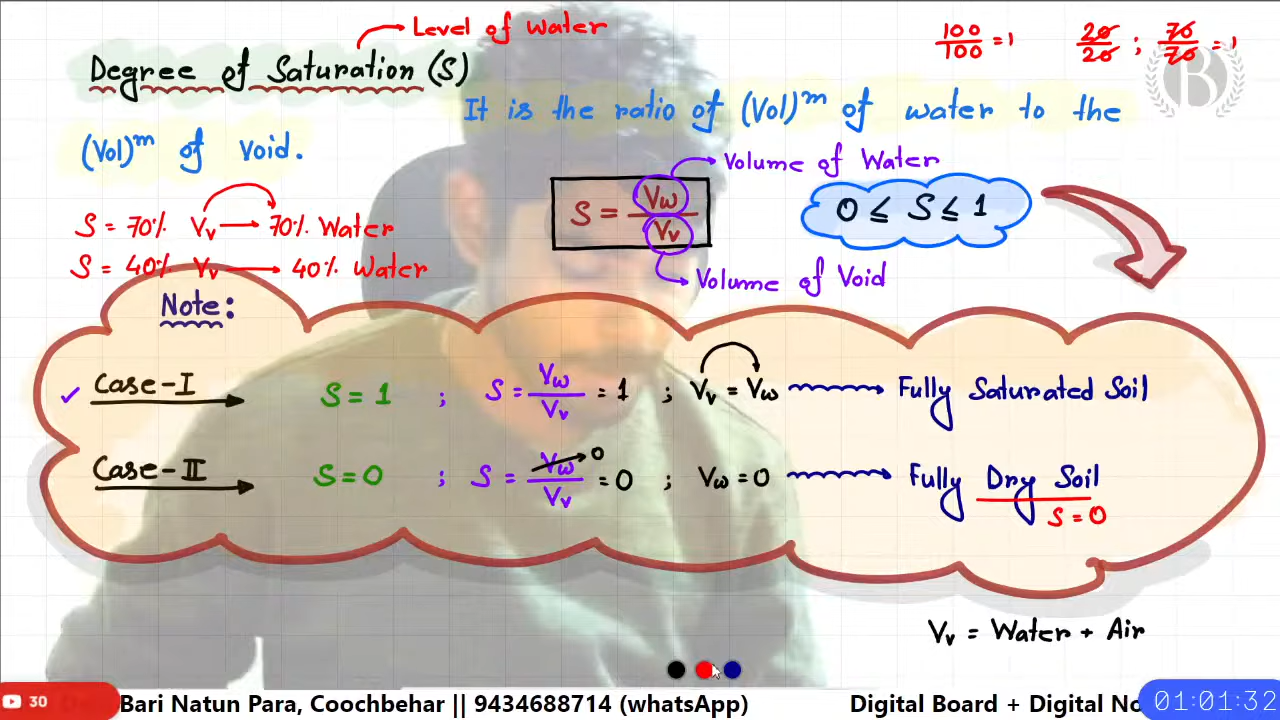 Level of water
100/100 = 1 20/20 ; 70/70 = 1
Degree of Saturation (S)
It is the ratio of (Vol)ᵐ of water to the
(Vol)ᵐ of void.
Volume of Water
S = Vw/Vv
0 ≤ S ≤ 1
Volume of Void
S = 70% Vv → 70% Water
S = 40% Vv → 40% Water
Note:
Case-I → S = 1 ; S = Vw/Vv = 1 ; Vv = Vw → Fully Saturated Soil
Case-II → S = 0 ; S = Vw/Vv = 0 ; Vw = 0 → Fully Dry Soil
0
S = 0
Vv = Water + Air
B
30
Bari Natun Para, Coochbehar || 9434688714 (whatsApp)
Digital Board + Digital No
01:01:32